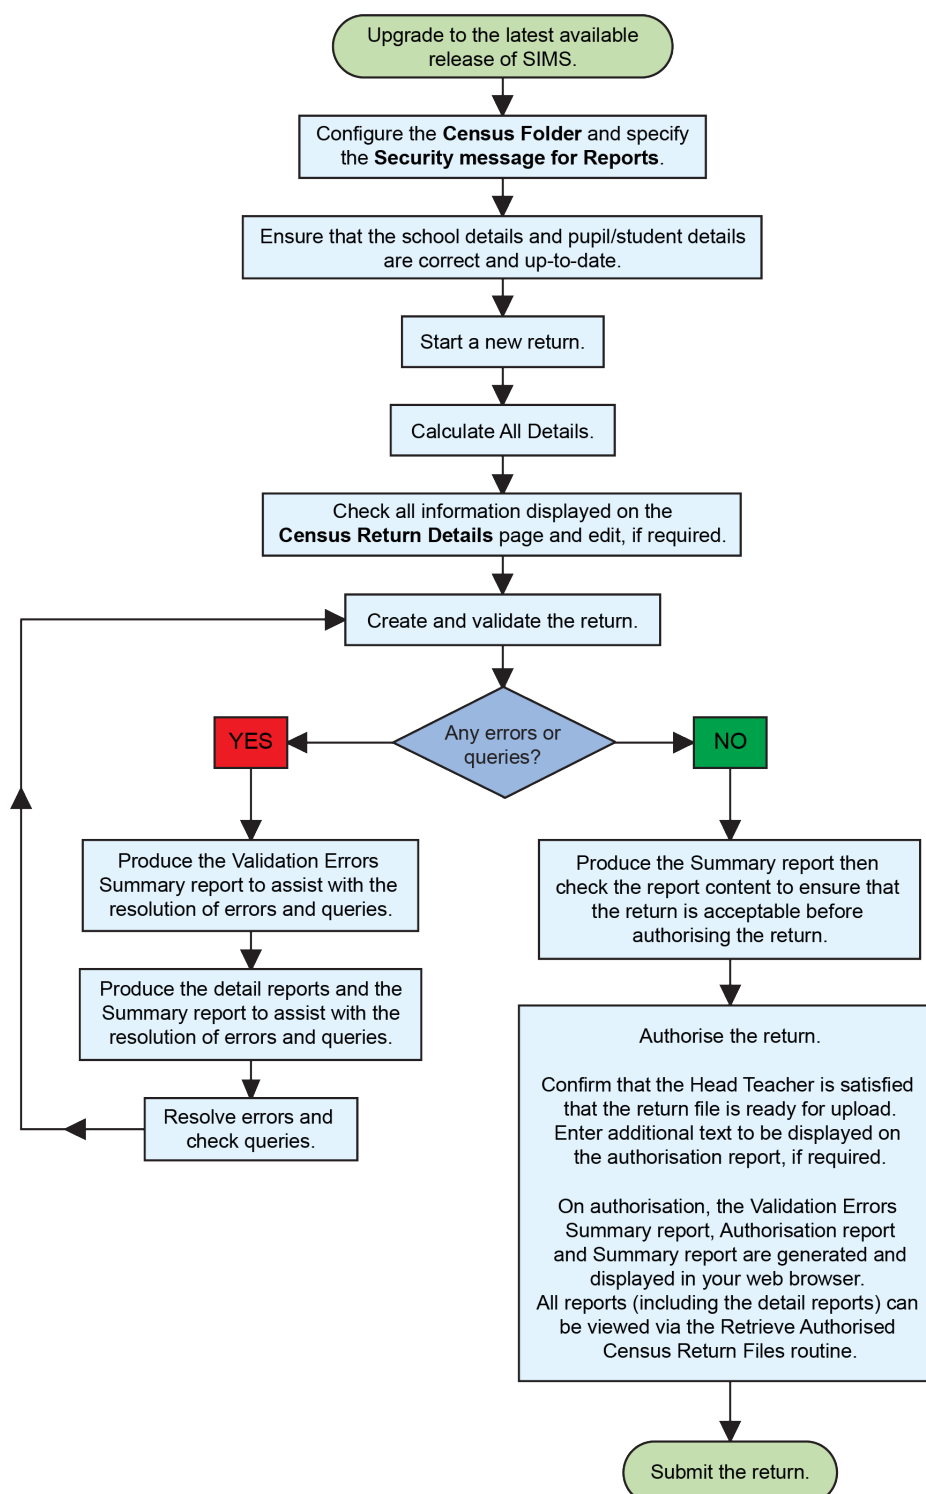 Upgrade to the latest available
release of SIMS.
Configure the Census Folder and specify
the Security message for Reports.
Ensure that the school details and pupil/student details
are correct and up-to-date.
Start a new return.
Calculate All Details.
Check all information displayed on the
Census Return Details page and edit, if required.
Create and validate the return.
Any errors or
queries?
YES
NO
Produce the Validation Errors
Summary report to assist with the
resolution of errors and queries.
Produce the detail reports and the
Summary report to assist with the
resolution of errors and queries.
Resolve errors and
check queries.
Produce the Summary report then
check the report content to ensure that
the return is acceptable before
authorising the return.
Authorise the return.
Confirm that the Head Teacher is satisfied
that the return file is ready for upload.
Enter additional text to be displayed on
the authorisation report, if required.
On authorisation, the Validation Errors
Summary report, Authorisation report
and Summary report are generated and
displayed in your web browser.
All reports (including the detail reports) can
be viewed via the Retrieve Authorised
Census Return Files routine.
Submit the return.